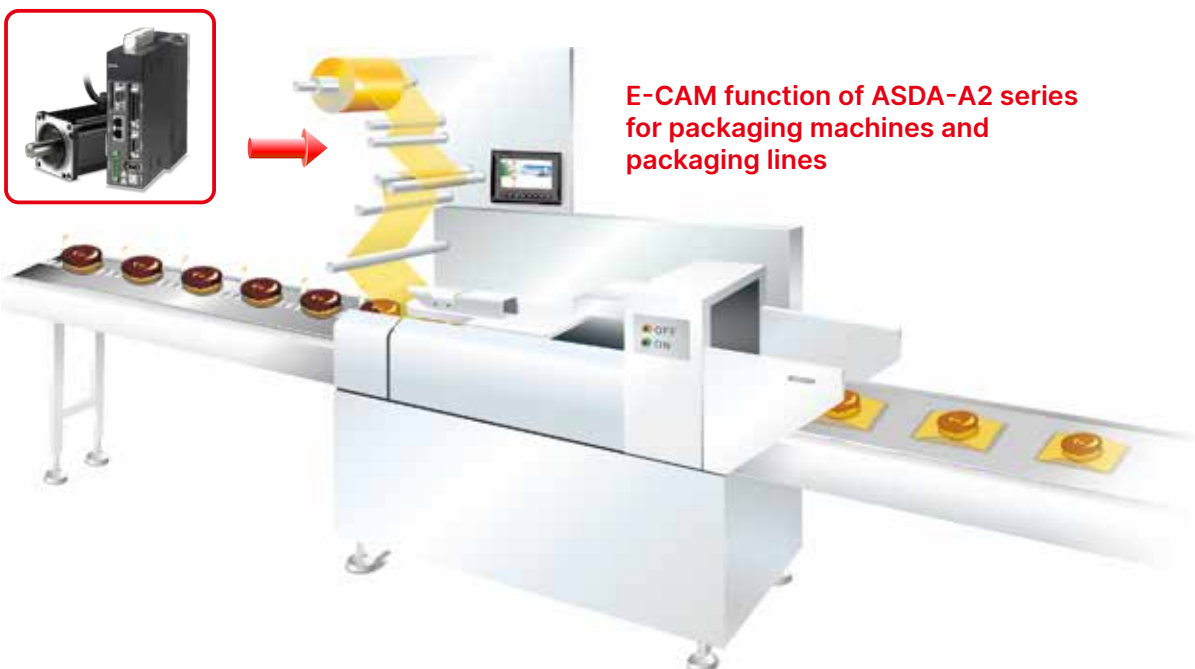 E-CAM function of ASDA-A2 series
for packaging machines and
packaging lines
OFF
ON